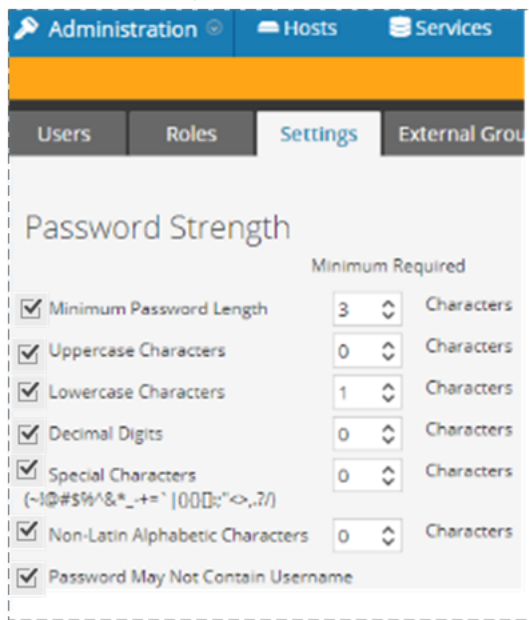 Administration Hosts Services
Users Roles Settings External Grou
Password Strength
Minimum Required
Minimum Password Length 3 Characters
Uppercase Characters 0 Characters
Lowercase Characters 1 Characters
Decimal Digits 0 Characters
Special Characters 0 Characters
(~!@#$%^&*_-+=`|(){}[]:;"<>,.?/)
Non-Latin Alphabetic Characters 0 Characters
Password May Not Contain Username